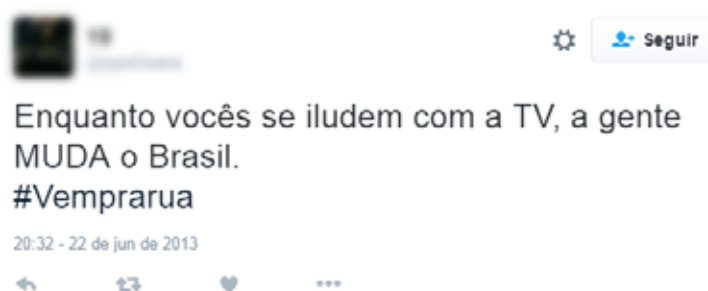 Seguir
Enquanto vocês se iludem com a TV, a gente
MUDA o Brasil.
#Vemprarua
20:32 - 22 de jun de 2013